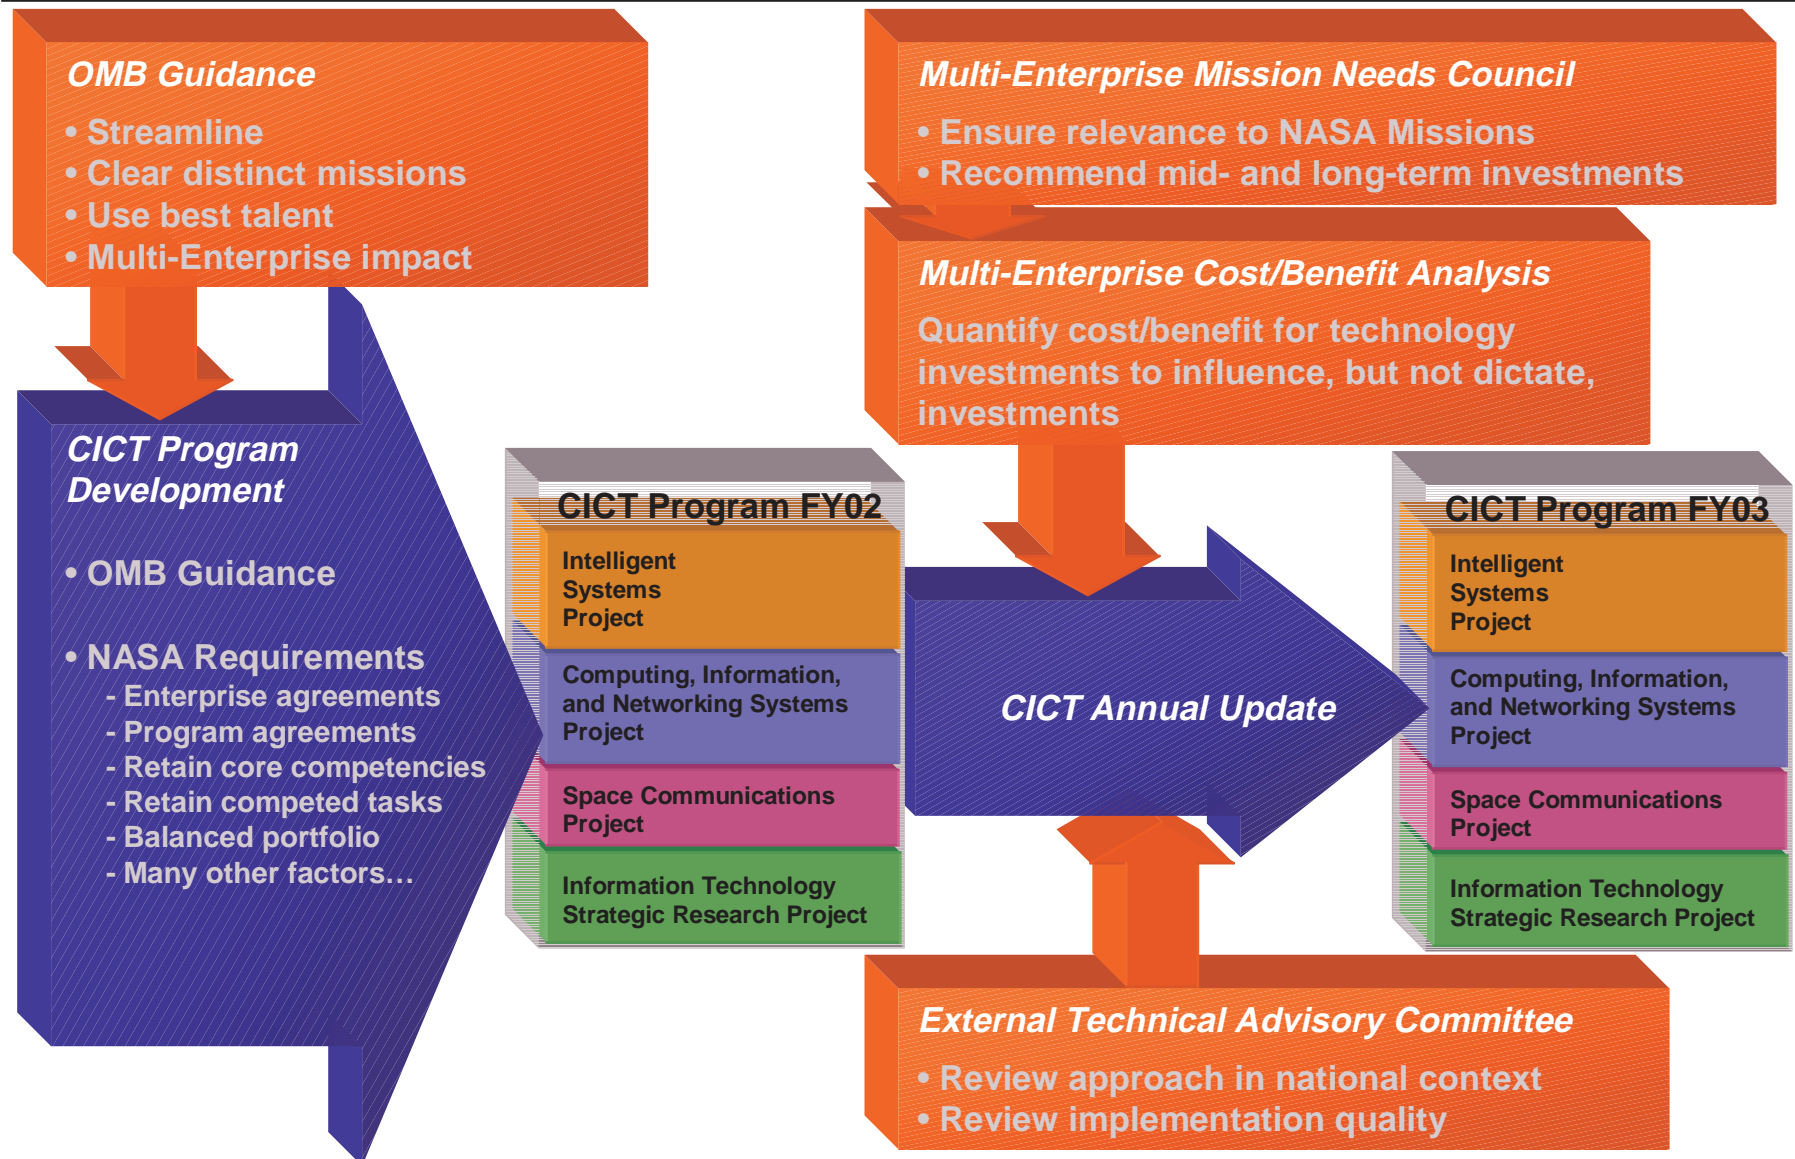 OMB Guidance
• Streamline
• Clear distinct missions
• Use best talent
• Multi-Enterprise impact
Multi-Enterprise Mission Needs Council
• Ensure relevance to NASA Missions
• Recommend mid- and long-term investments
Multi-Enterprise Cost/Benefit Analysis
Quantify cost/benefit for technology
investments to influence, but not dictate,
investments
CICT Program
Development
• OMB Guidance
• NASA Requirements
- Enterprise agreements
- Program agreements
- Retain core competencies
- Retain competed tasks
- Balanced portfolio
- Many other factors…
CICT Program FY02
Intelligent
Systems
Project
Computing, Information,
and Networking Systems
Project
Space Communications
Project
Information Technology
Strategic Research Project
CICT Annual Update
CICT Program FY03
Intelligent
Systems
Project
Computing, Information,
and Networking Systems
Project
Space Communications
Project
Information Technology
Strategic Research Project
External Technical Advisory Committee
• Review approach in national context
• Review implementation quality